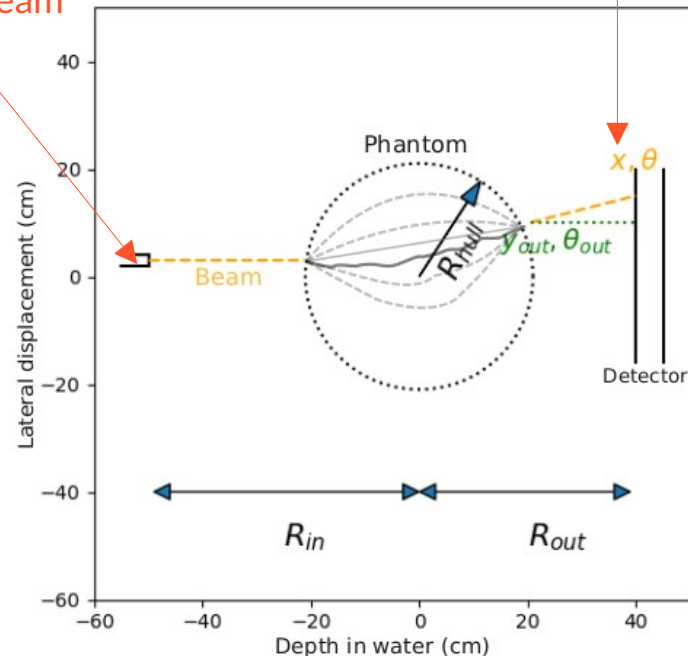 eam
Phantom
x, θ
y_out, θ_out
R_hull
Beam
Detector
R_in
R_out
Lateral displacement (cm)
40
20
0
−20
−40
−60
−60
−40
−20
0
20
40
Depth in water (cm)